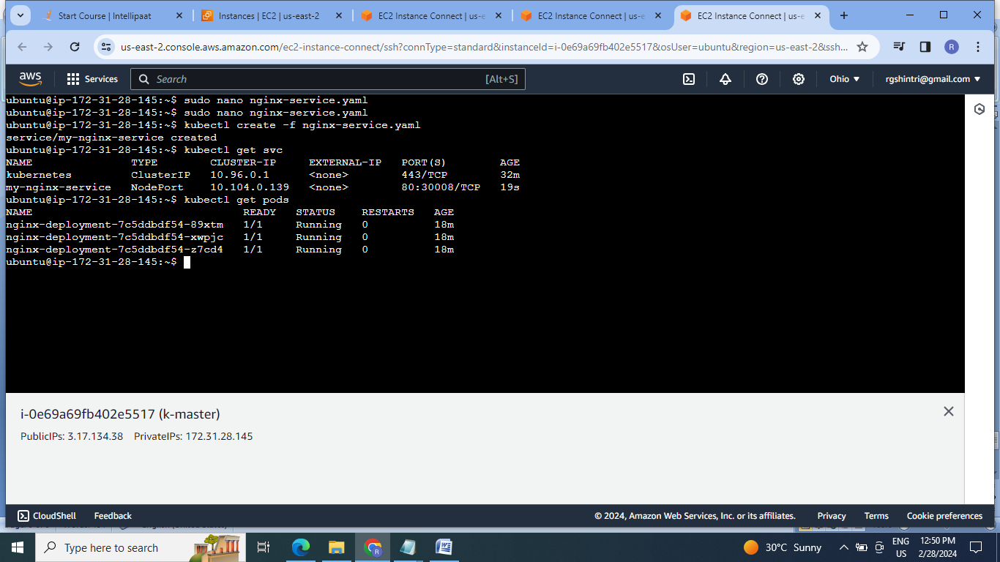 Start Course | Intellipaat
Instances | EC2 | us-east-2
EC2 Instance Connect | us-e
EC2 Instance Connect | us-e
EC2 Instance Connect | us-e
us-east-2.console.aws.amazon.com/ec2-instance-connect/ssh?connType=standard&instanceId=i-0e69a69fb402e5517&osUser=ubuntu&region=us-east-2&ssh...
R
aws
Services
Search
[Alt+S]
Ohio
rgshintri@gmail.com
ubuntu@ip-172-31-28-145:~$ sudo nano nginx-service.yaml
ubuntu@ip-172-31-28-145:~$ sudo nano nginx-service.yaml
ubuntu@ip-172-31-28-145:~$ kubectl create -f nginx-service.yaml
service/my-nginx-service created
ubuntu@ip-172-31-28-145:~$ kubectl get svc
NAME TYPE CLUSTER-IP EXTERNAL-IP PORT(S) AGE
kubernetes ClusterIP 10.96.0.1 <none> 443/TCP 32m
my-nginx-service NodePort 10.104.0.139 <none> 80:30008/TCP 19s
ubuntu@ip-172-31-28-145:~$ kubectl get pods
NAME READY STATUS RESTARTS AGE
nginx-deployment-7c5ddbdf54-89xtm 1/1 Running 0 18m
nginx-deployment-7c5ddbdf54-xwpjc 1/1 Running 0 18m
nginx-deployment-7c5ddbdf54-z7cd4 1/1 Running 0 18m
ubuntu@ip-172-31-28-145:~$
i-0e69a69fb402e5517 (k-master)
PublicIPs: 3.17.134.38 PrivateIPs: 172.31.28.145
CloudShell
Feedback
© 2024, Amazon Web Services, Inc. or its affiliates.
Privacy
Terms
Cookie preferences
Type here to search
30°C Sunny
ENG
US
12:50 PM
2/28/2024